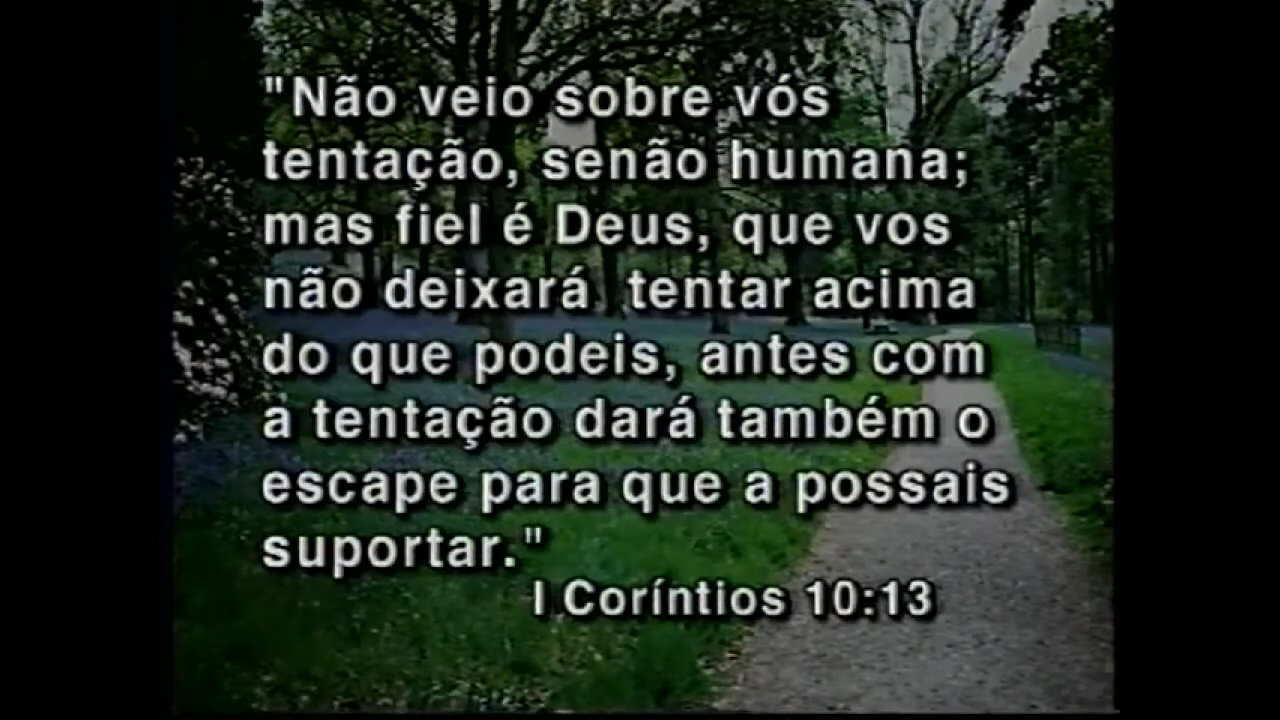 "Não veio sobre vós
tentação, senão humana;
mas fiel é Deus, que vos
não deixará tentar acima
do que podeis, antes com
a tentação dará também o
escape para que a possais
suportar."
I Coríntios 10:13